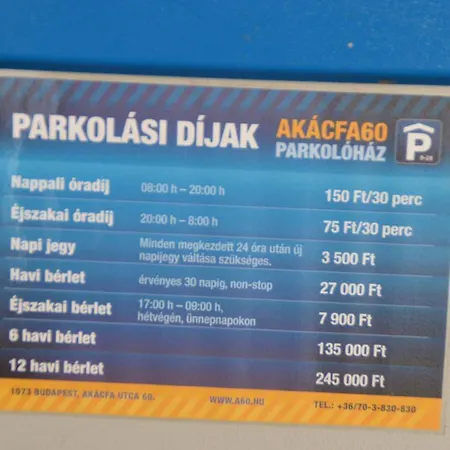 PARKOLÁSI DÍJAK AKÁCFA60 PARKOLÓHÁZ P 0-24
Nappali óradíj 08:00 h – 20:00 h 150 Ft/30 perc
Éjszakai óradíj 20:00 h – 8:00 h 75 Ft/30 perc
Napi jegy Minden megkezdett 24 óra után új napijegy váltása szükséges. 3 500 Ft
Havi bérlet érvényes 30 napig, non-stop 27 000 Ft
Éjszakai bérlet 17:00 h – 09:00 h, hétvégén, ünnepnapokon 7 900 Ft
6 havi bérlet 135 000 Ft
12 havi bérlet 245 000 Ft
1073 BUDAPEST, AKÁCFA UTCA 60. WWW.A60.HU TEL.: +36/70-3-830-830